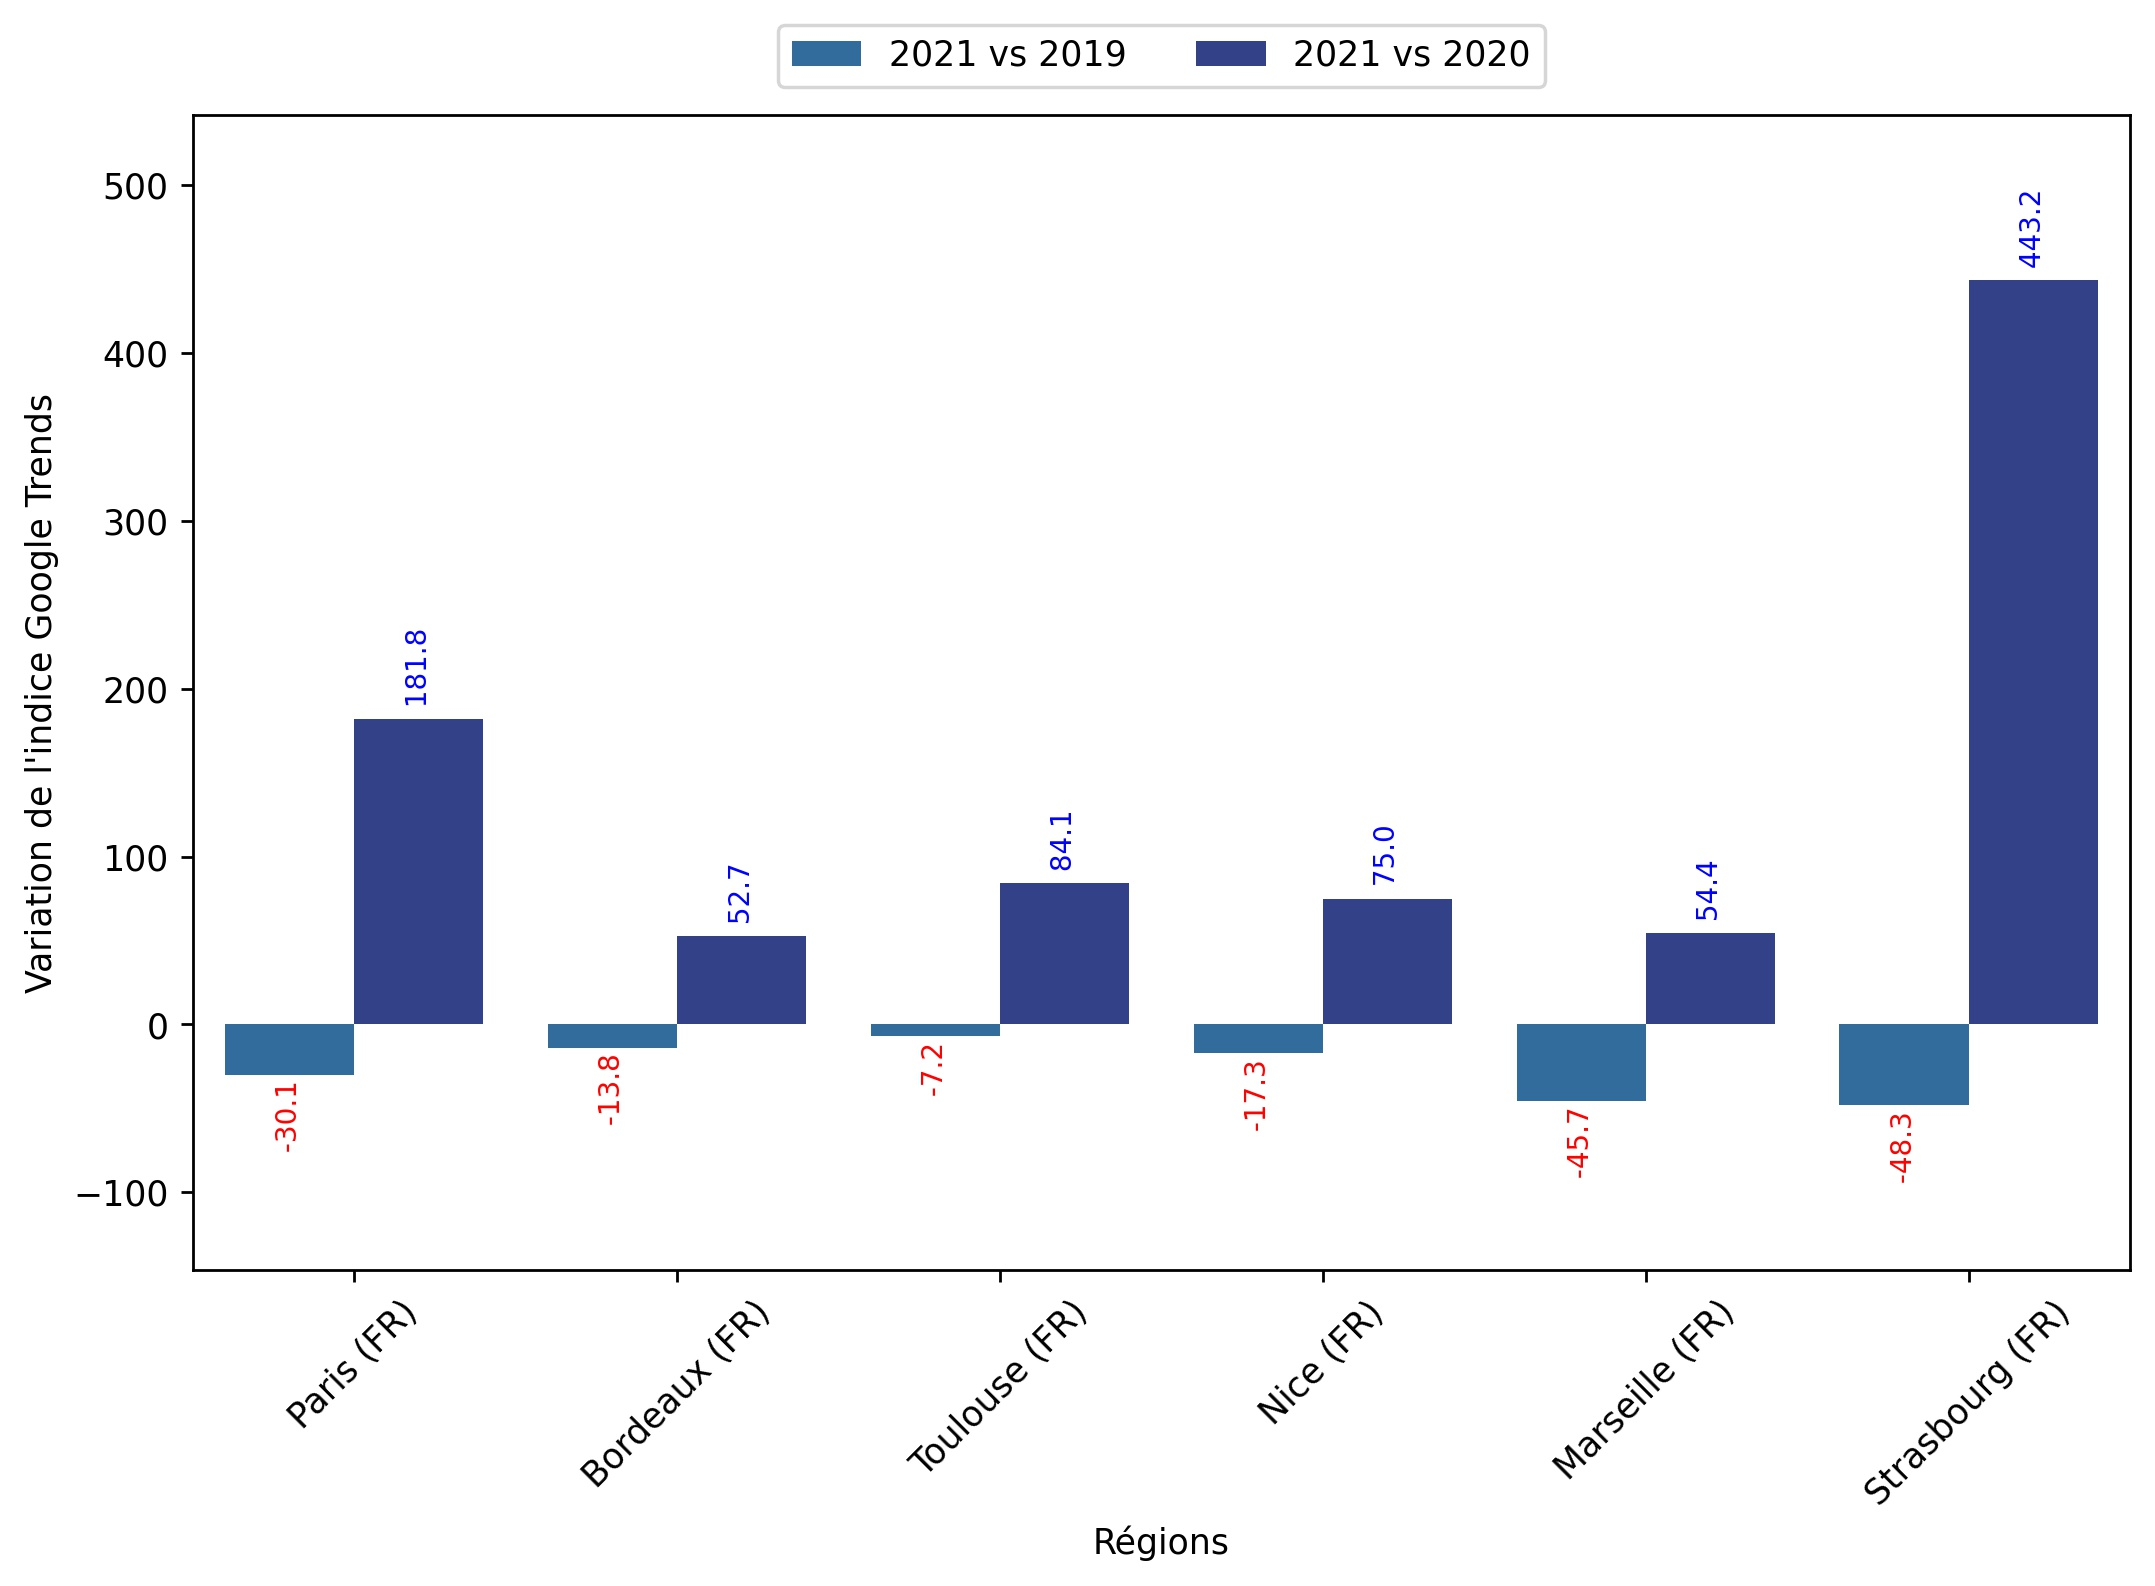 2021 vs 2019
2021 vs 2020
Variation de l'indice Google Trends
500
400
300
200
100
0
−100
-30.1
181.8
-13.8
52.7
-7.2
84.1
-17.3
75.0
-45.7
54.4
-48.3
443.2
Paris (FR)
Bordeaux (FR)
Toulouse (FR)
Nice (FR)
Marseille (FR)
Strasbourg (FR)
Régions